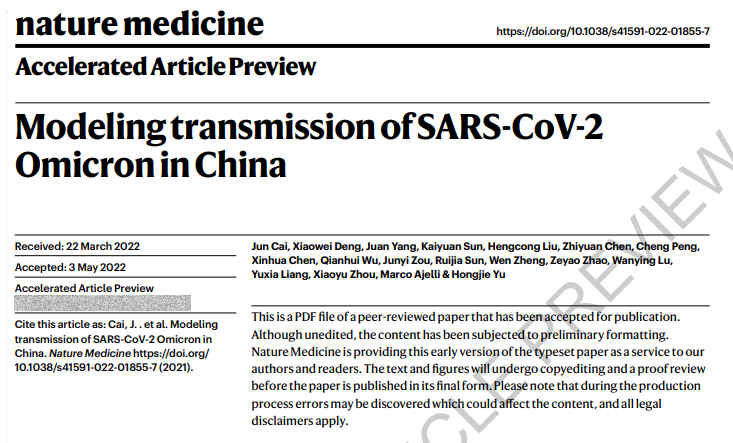 nature medicine
https://doi.org/10.1038/s41591-022-01855-7
Accelerated Article Preview
Modeling transmission of SARS-CoV-2
Omicron in China
Received: 22 March 2022
Accepted: 3 May 2022
Accelerated Article Preview
Cite this article as: Cai, J. . et al. Modeling
transmission of SARS-CoV-2 Omicron in
China. Nature Medicine https://doi.org/
10.1038/s41591-022-01855-7 (2021).
Jun Cai, Xiaowei Deng, Juan Yang, Kaiyuan Sun, Hengcong Liu, Zhiyuan Chen, Cheng Peng,
Xinhua Chen, Qianhui Wu, Junyi Zou, Ruijia Sun, Wen Zheng, Zeyao Zhao, Wanying Lu,
Yuxia Liang, Xiaoyu Zhou, Marco Ajelli & Hongjie Yu
This is a PDF file of a peer-reviewed paper that has been accepted for publication.
Although unedited, the content has been subjected to preliminary formatting.
Nature Medicine is providing this early version of the typeset paper as a service to our
authors and readers. The text and figures will undergo copyediting and a proof review
before the paper is published in its final form. Please note that during the production
process errors may be discovered which could affect the content, and all legal
disclaimers apply.
CLE PREVIEW